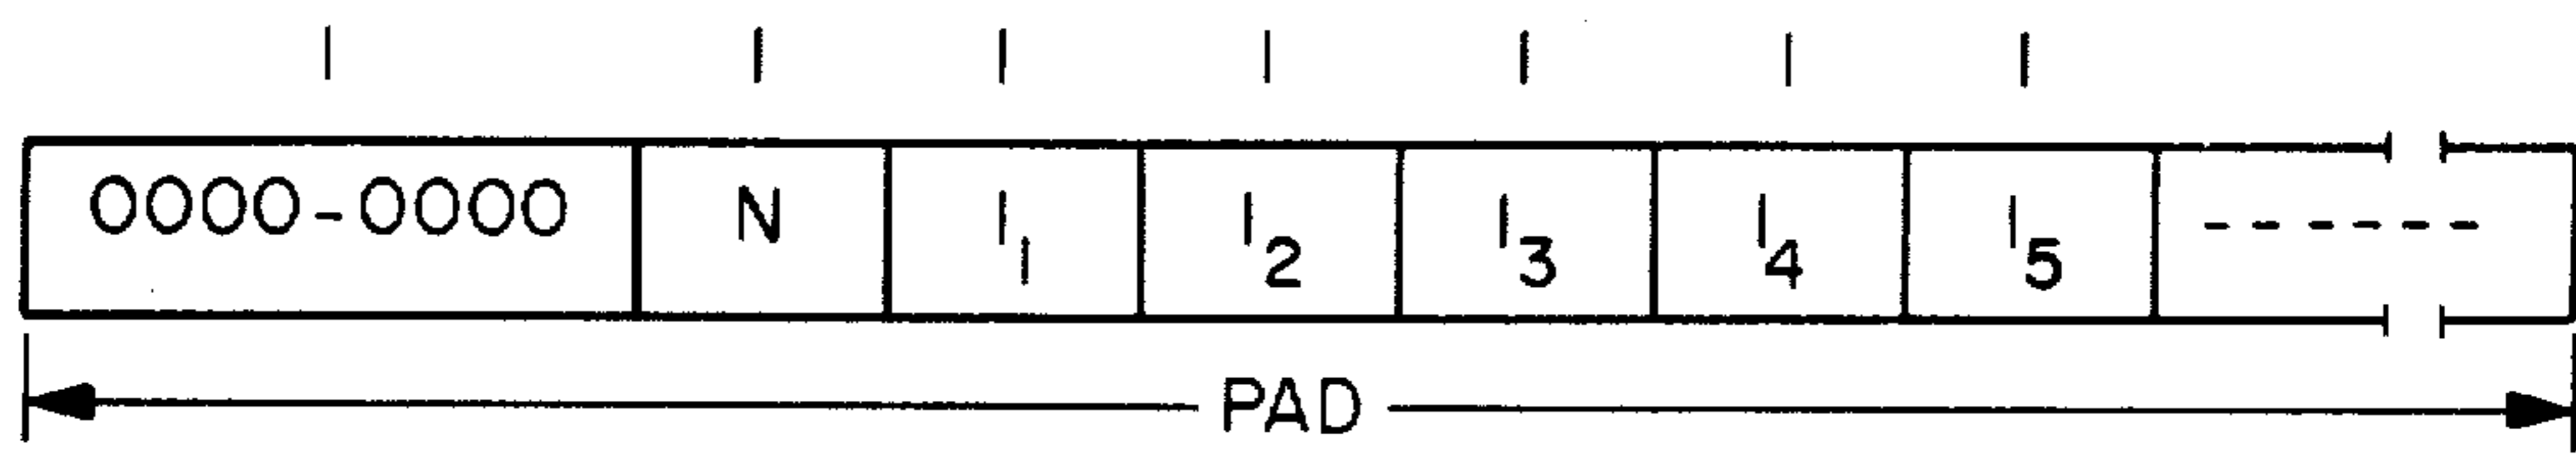 I I I I I I I
0000-0000 N I₁ I₂ I₃ I₄ I₅ ------
PAD